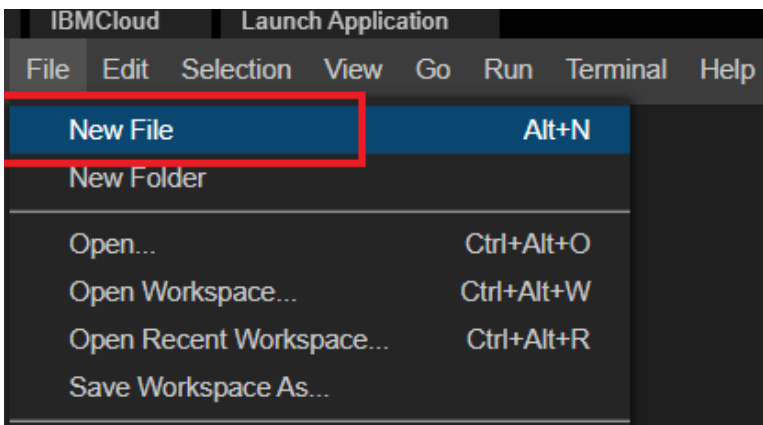 IBMCloud Launch Application
File Edit Selection View Go Run Terminal Help
New File Alt+N
New Folder
Open... Ctrl+Alt+O
Open Workspace... Ctrl+Alt+W
Open Recent Workspace... Ctrl+Alt+R
Save Workspace As...